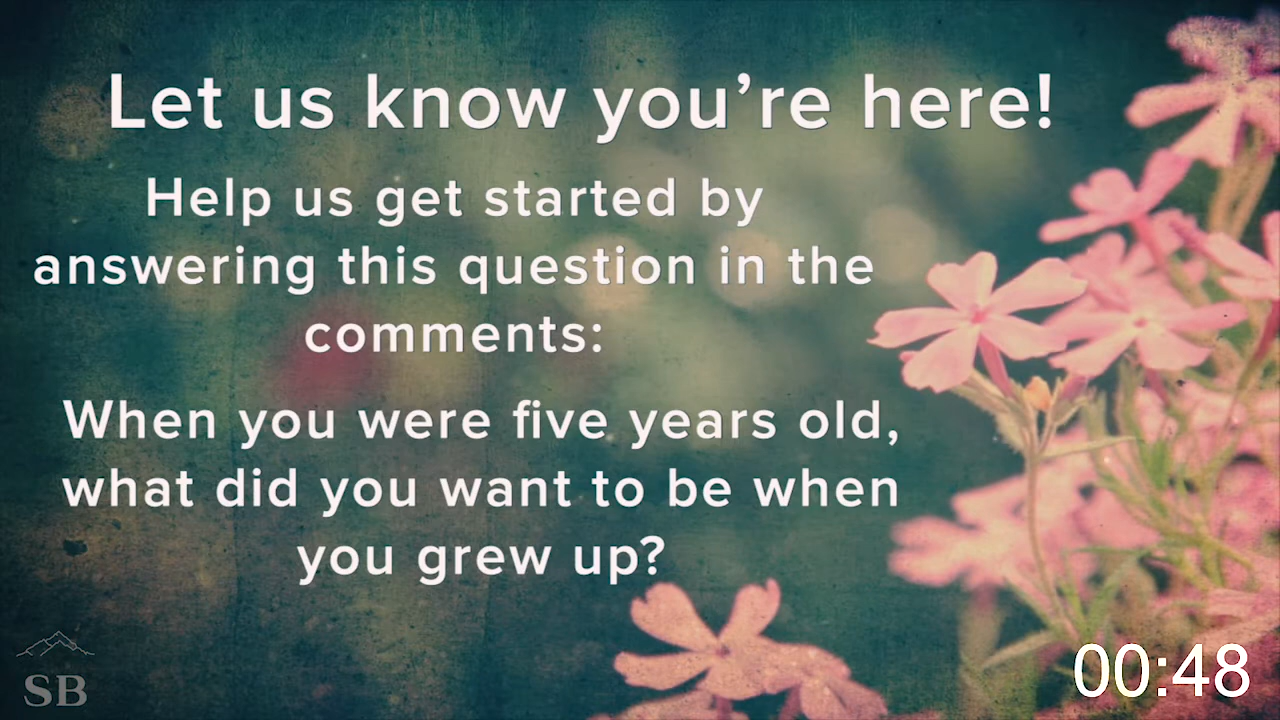 Let us know you’re here!
Help us get started by
answering this question in the
comments:
When you were five years old,
what did you want to be when
you grew up?
SB
00:48